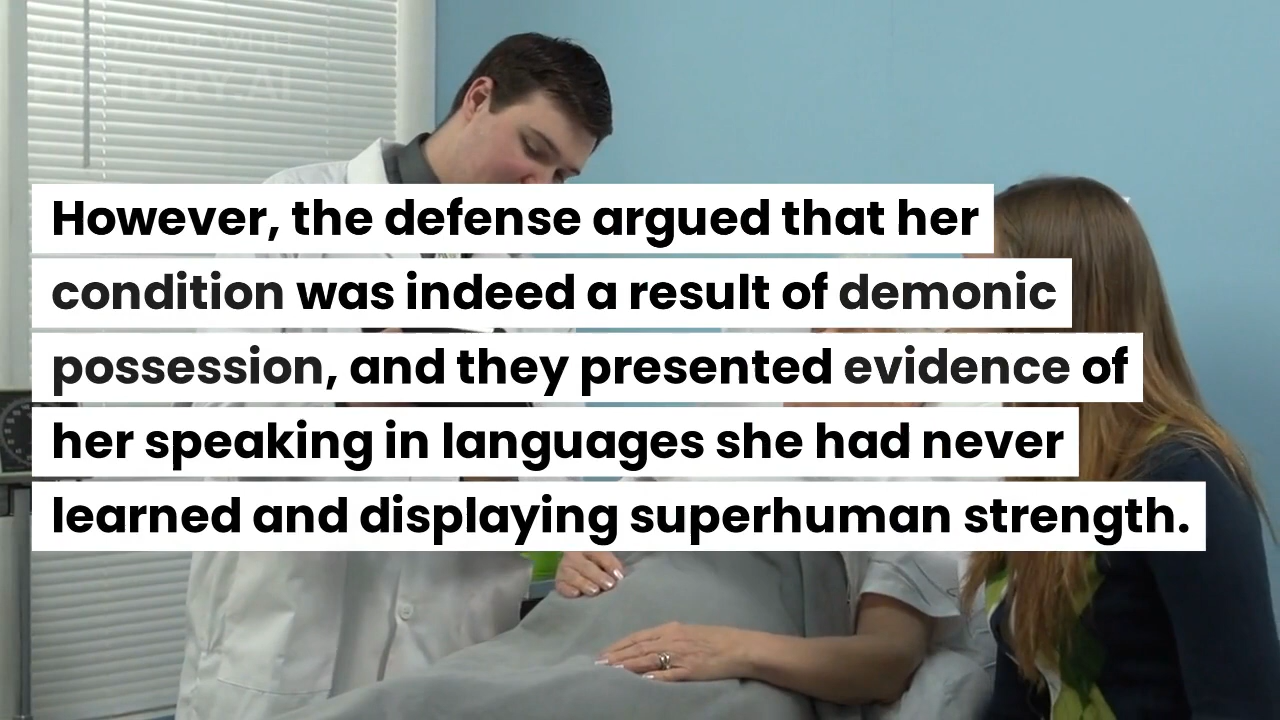 However, the defense argued that her
condition was indeed a result of demonic
possession, and they presented evidence of
her speaking in languages she had never
learned and displaying superhuman strength.